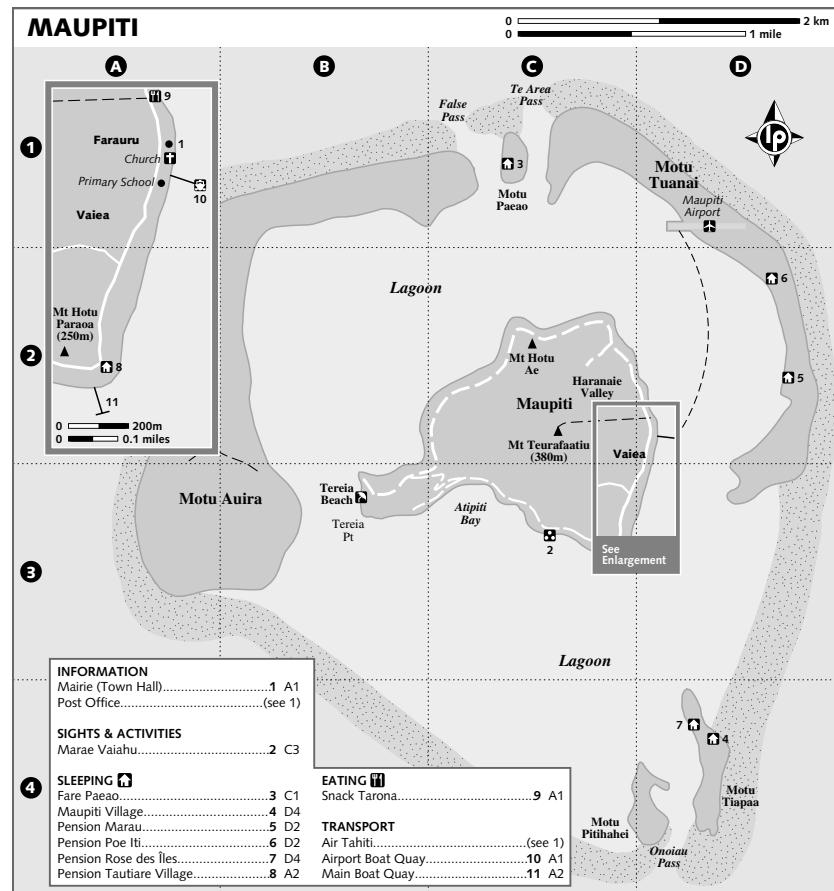 MAUPITI
0 2 km
0 1 mile
A B C D
1
2
3
4
lp
9
Farauru
1
Church
Primary School
10
Vaiea
Mt Hotu
Paraoa
(250m)
8
11
0 200m
0 0.1 miles
False
Pass
Te Area
Pass
3
Motu
Paeao
Motu
Tuanai
Maupiti
Airport
6
5
Lagoon
Mt Hotu
Ae
Haranaie
Valley
Maupiti
Mt Teurafaatiu
(380m)
Vaiea
See
Enlargement
Motu Auira
Tereia
Beach
Tereia
Pt
Atipiti
Bay
2
Lagoon
7
4
Motu
Tiapaa
Motu
Pitihahei
Onoiau
Pass
INFORMATION
Mairie (Town Hall)..........................1 A1
Post Office..................................(see 1)
SIGHTS & ACTIVITIES
Marae Vaiahu................................2 C3
SLEEPING
Fare Paeao....................................3 C1
Maupiti Village..............................4 D4
Pension Marau..............................5 D2
Pension Poe Iti..............................6 D2
Pension Rose des Îles.....................7 D4
Pension Tautiare Village................8 A2
EATING
Snack Tarona................................9 A1
TRANSPORT
Air Tahiti.....................................(see 1)
Airport Boat Quay.......................10 A1
Main Boat Quay..........................11 A2